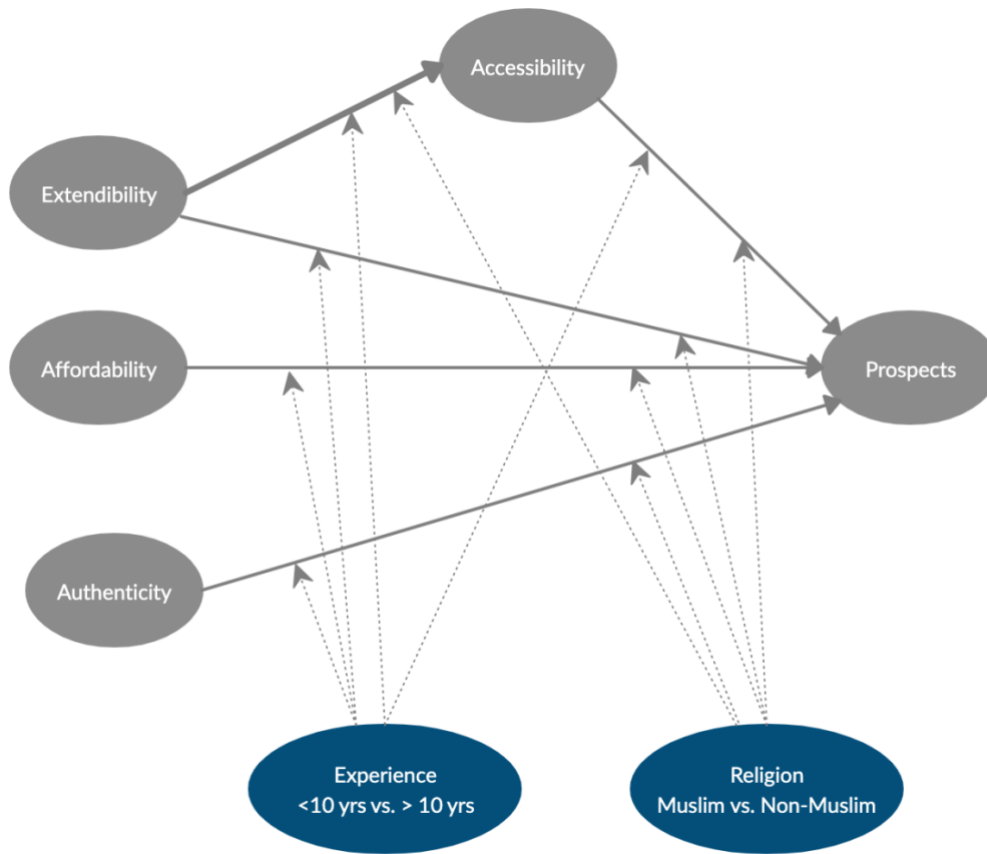 Accessibility
Extendibility
Affordability
Prospects
Authenticity
Experience
<10 yrs vs. > 10 yrs
Religion
Muslim vs. Non-Muslim